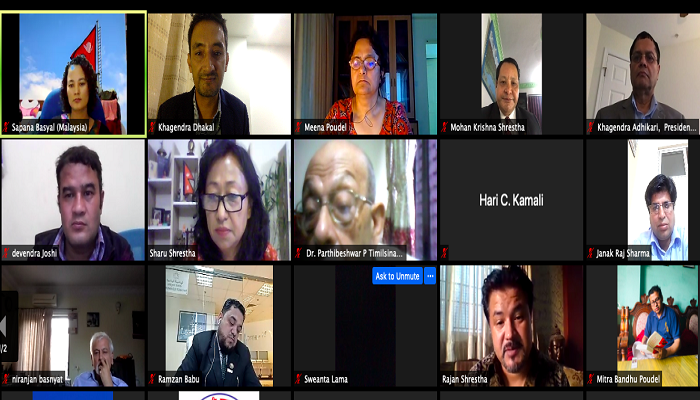 Sapana Basyal (Malaysia)
Khagendra Dhakal
Meena Poudel
Mohan Krishna Shrestha
Khagendra Adhikari, Presiden...
devendra Joshi
Sharu Shrestha
Dr. Parthibeshwar P Timilsina...
Hari C. Kamali
Janak Raj Sharma
Ask to Unmute ...
/2
niranjan basnyat
Ramzan Babu
Sweanta Lama
Rajan Shrestha
Mitra Bandhu Poudel